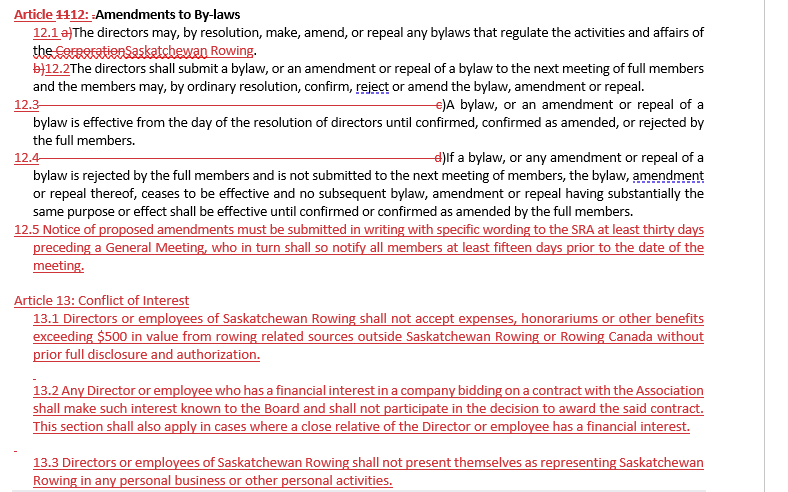 Article 1112: .Amendments to By-laws
12.1 a)The directors may, by resolution, make, amend, or repeal any bylaws that regulate the activities and affairs of
the CorporationSaskatchewan Rowing.
b)12.2The directors shall submit a bylaw, or an amendment or repeal of a bylaw to the next meeting of full members
and the members may, by ordinary resolution, confirm, reject or amend the bylaw, amendment or repeal.
12.3 c)A bylaw, or an amendment or repeal of a
bylaw is effective from the day of the resolution of directors until confirmed, confirmed as amended, or rejected by
the full members.
12.4 d)If a bylaw, or any amendment or repeal of a
bylaw is rejected by the full members and is not submitted to the next meeting of members, the bylaw, amendment
or repeal thereof, ceases to be effective and no subsequent bylaw, amendment or repeal having substantially the
same purpose or effect shall be effective until confirmed or confirmed as amended by the full members.
12.5 Notice of proposed amendments must be submitted in writing with specific wording to the SRA at least thirty days
preceding a General Meeting, who in turn shall so notify all members at least fifteen days prior to the date of the
meeting.
Article 13: Conflict of Interest
13.1 Directors or employees of Saskatchewan Rowing shall not accept expenses, honorariums or other benefits
exceeding $500 in value from rowing related sources outside Saskatchewan Rowing or Rowing Canada without
prior full disclosure and authorization.
13.2 Any Director or employee who has a financial interest in a company bidding on a contract with the Association
shall make such interest known to the Board and shall not participate in the decision to award the said contract.
This section shall also apply in cases where a close relative of the Director or employee has a financial interest.
13.3 Directors or employees of Saskatchewan Rowing shall not present themselves as representing Saskatchewan
Rowing in any personal business or other personal activities.